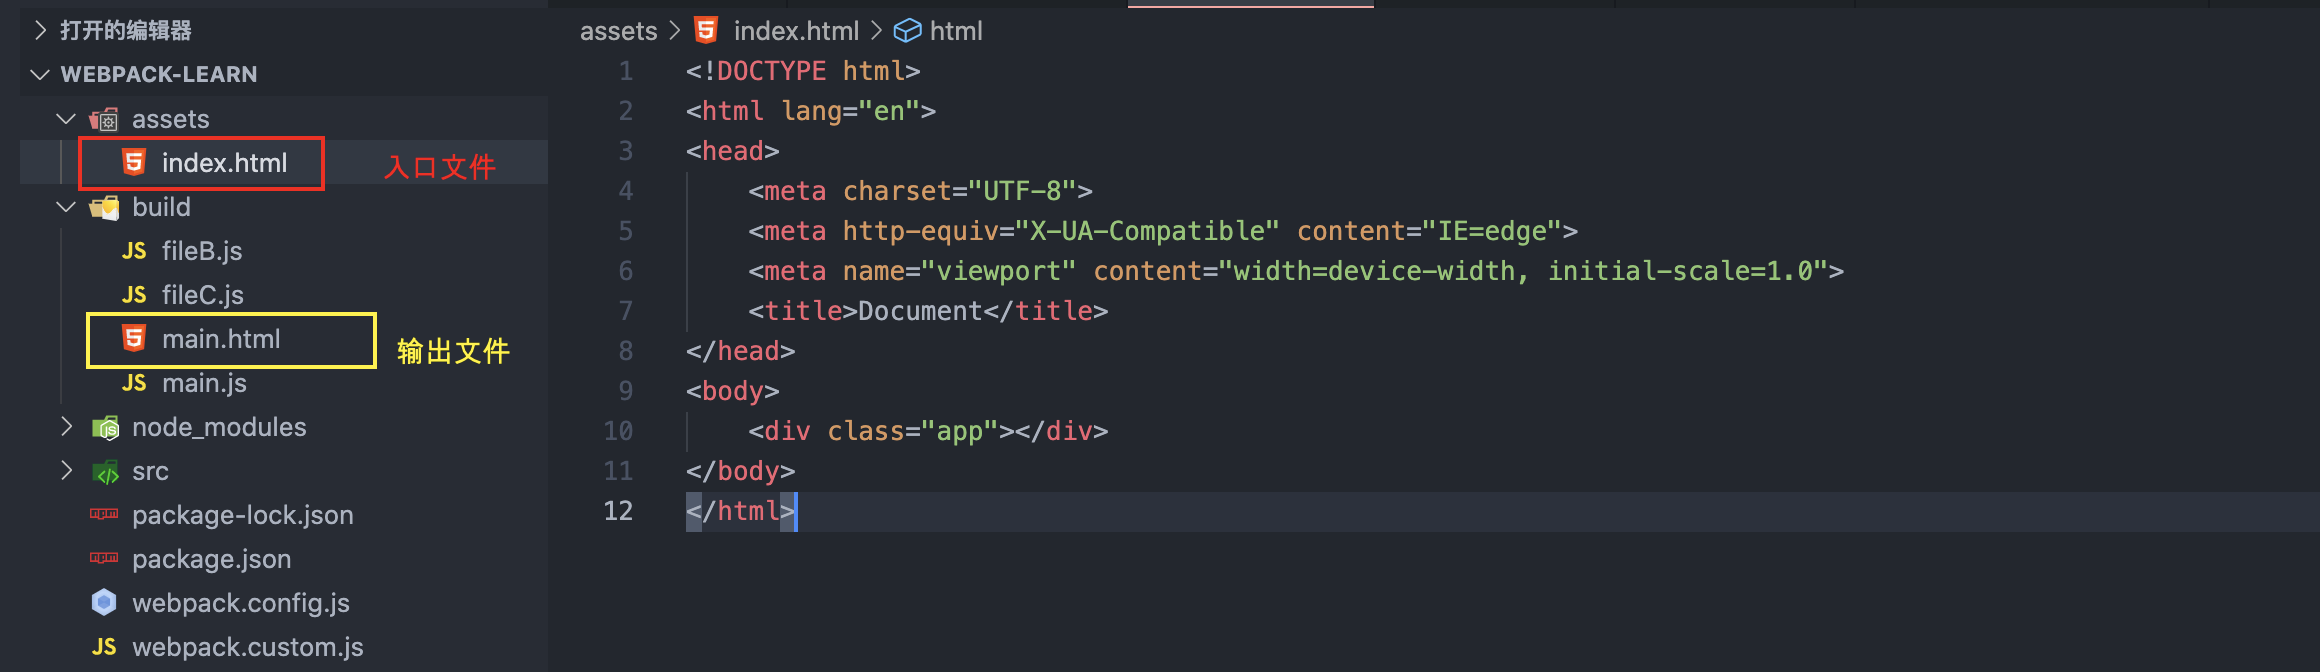 打开的编辑器
WEBPACK-LEARN
assets
index.html
入口文件
build
JS fileB.js
JS fileC.js
main.html
输出文件
JS main.js
node_modules
src
package-lock.json
package.json
webpack.config.js
JS webpack.custom.js
assets > index.html > html
1 <!DOCTYPE html>
2 <html lang="en">
3 <head>
4     <meta charset="UTF-8">
5     <meta http-equiv="X-UA-Compatible" content="IE=edge">
6     <meta name="viewport" content="width=device-width, initial-scale=1.0">
7     <title>Document</title>
8 </head>
9 <body>
10     <div class="app"></div>
11 </body>
12 </html>